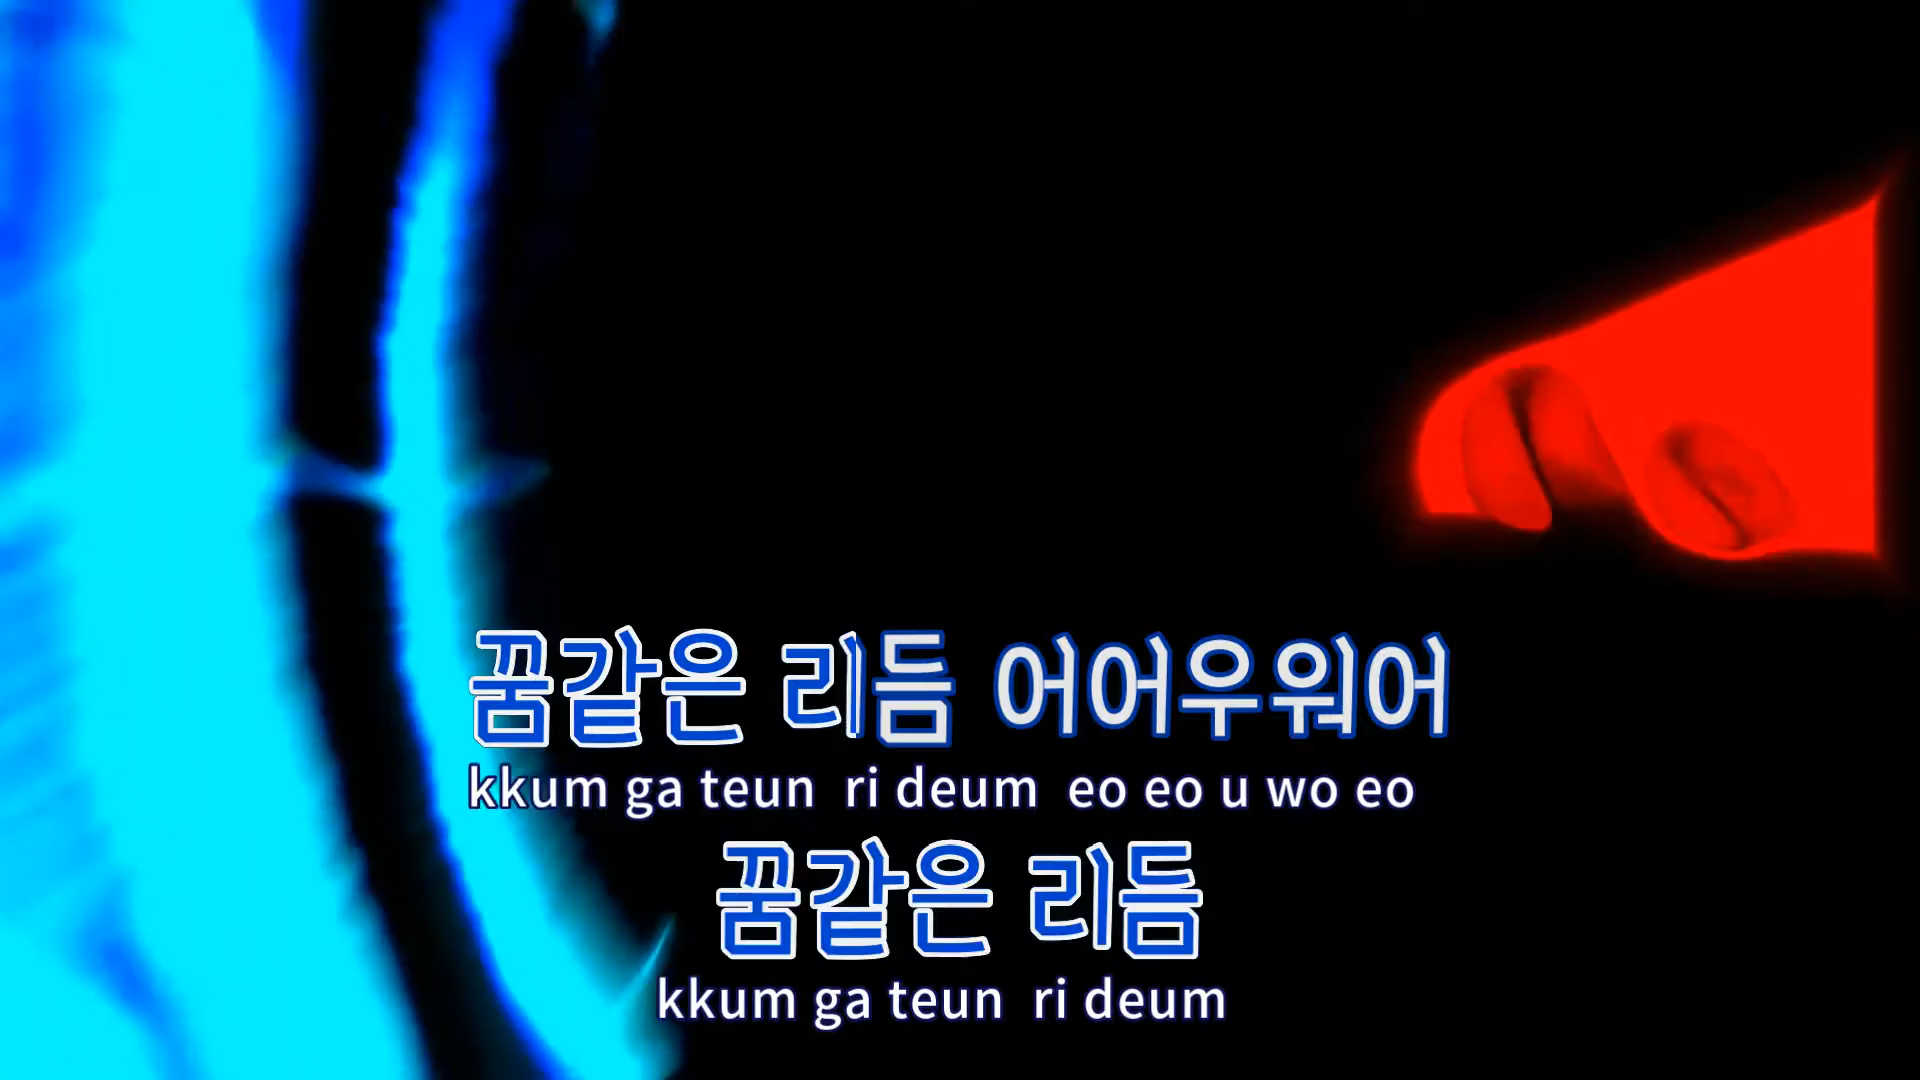 꿈같은 리듬 어어우워어
kkum ga teun ri deum eo eo u wo eo
꿈같은 리듬
kkum ga teun ri deum